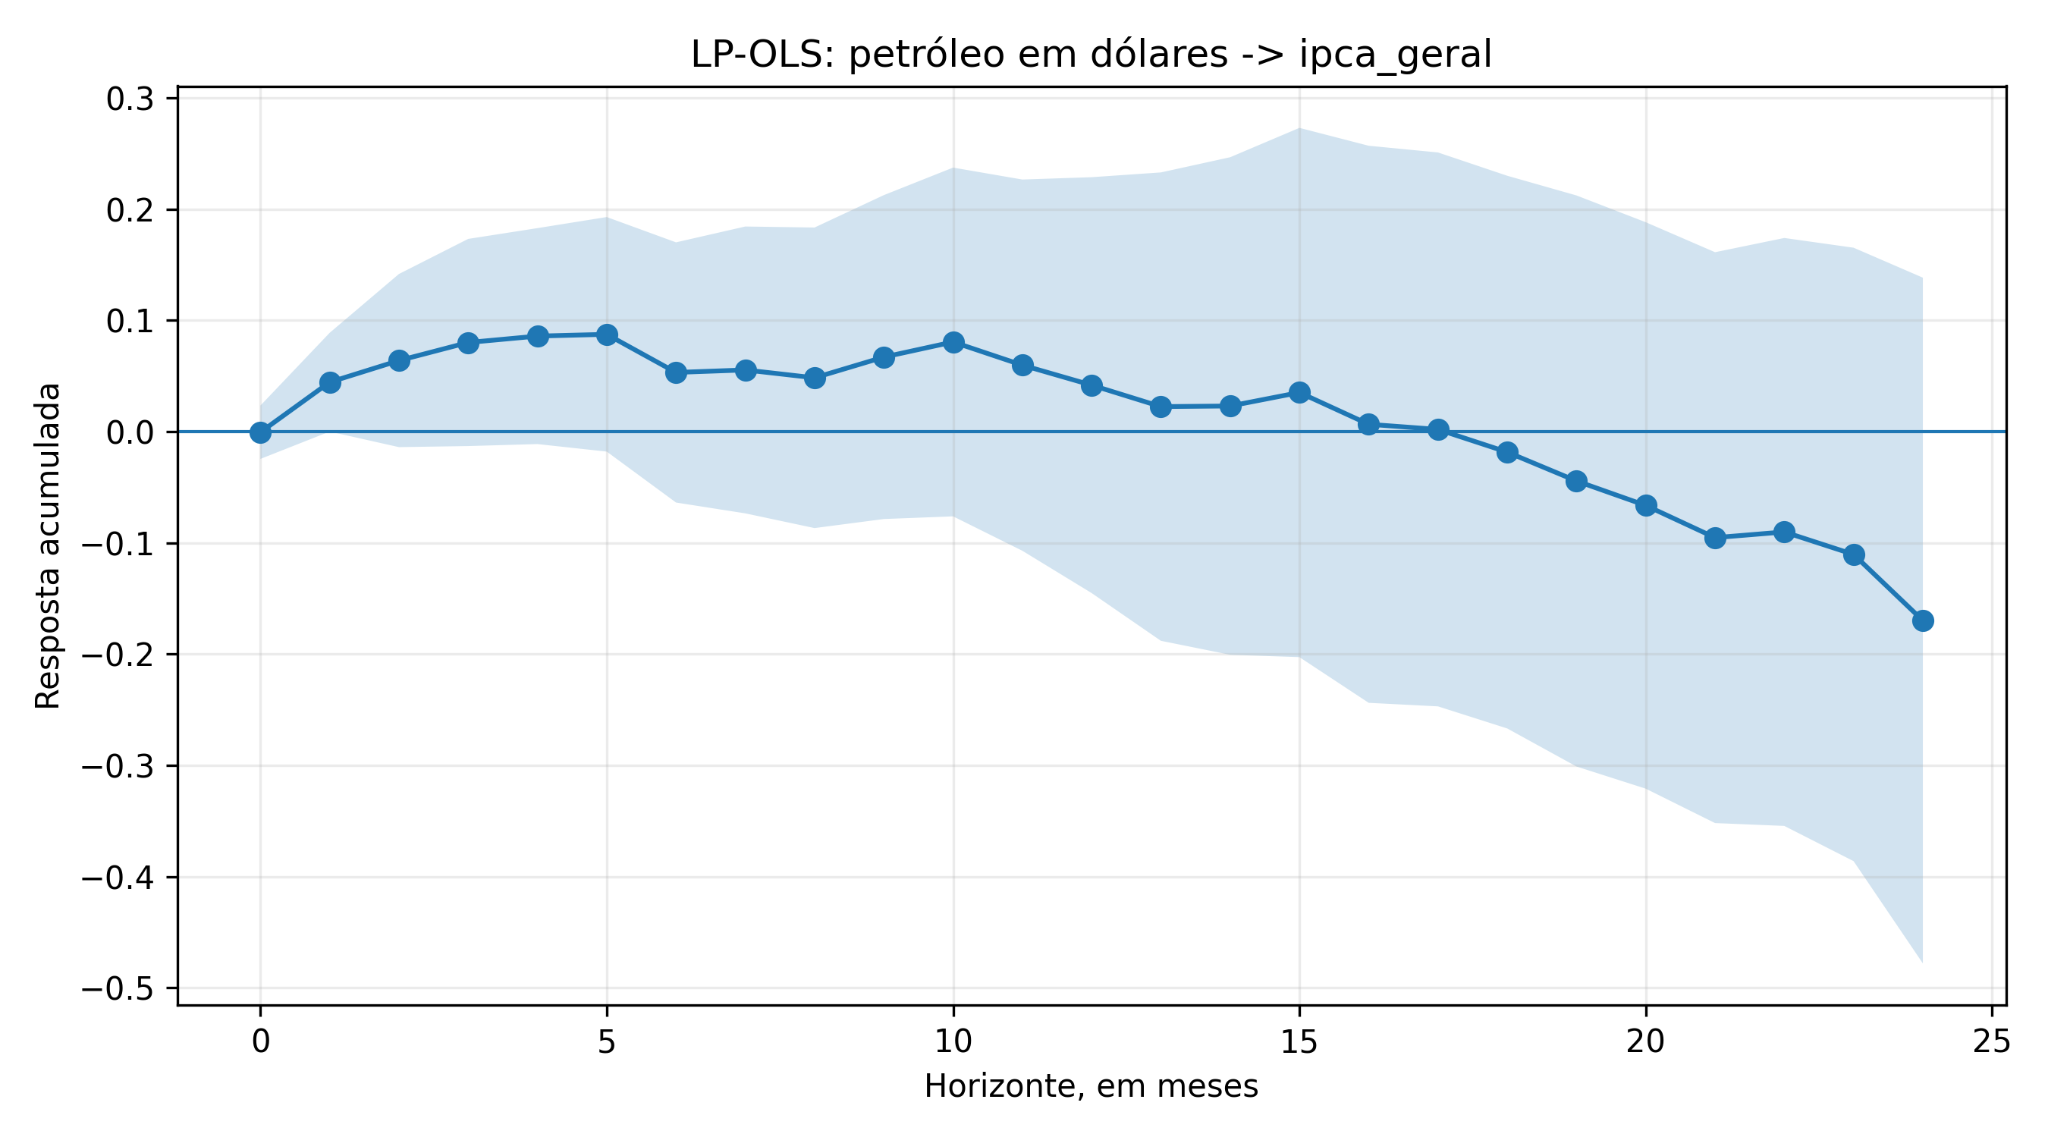 LP-OLS: petróleo em dólares -> ipca_geral
Resposta acumulada
0.3
0.2
0.1
0.0
−0.1
−0.2
−0.3
−0.4
−0.5
0 5 10 15 20 25
Horizonte, em meses